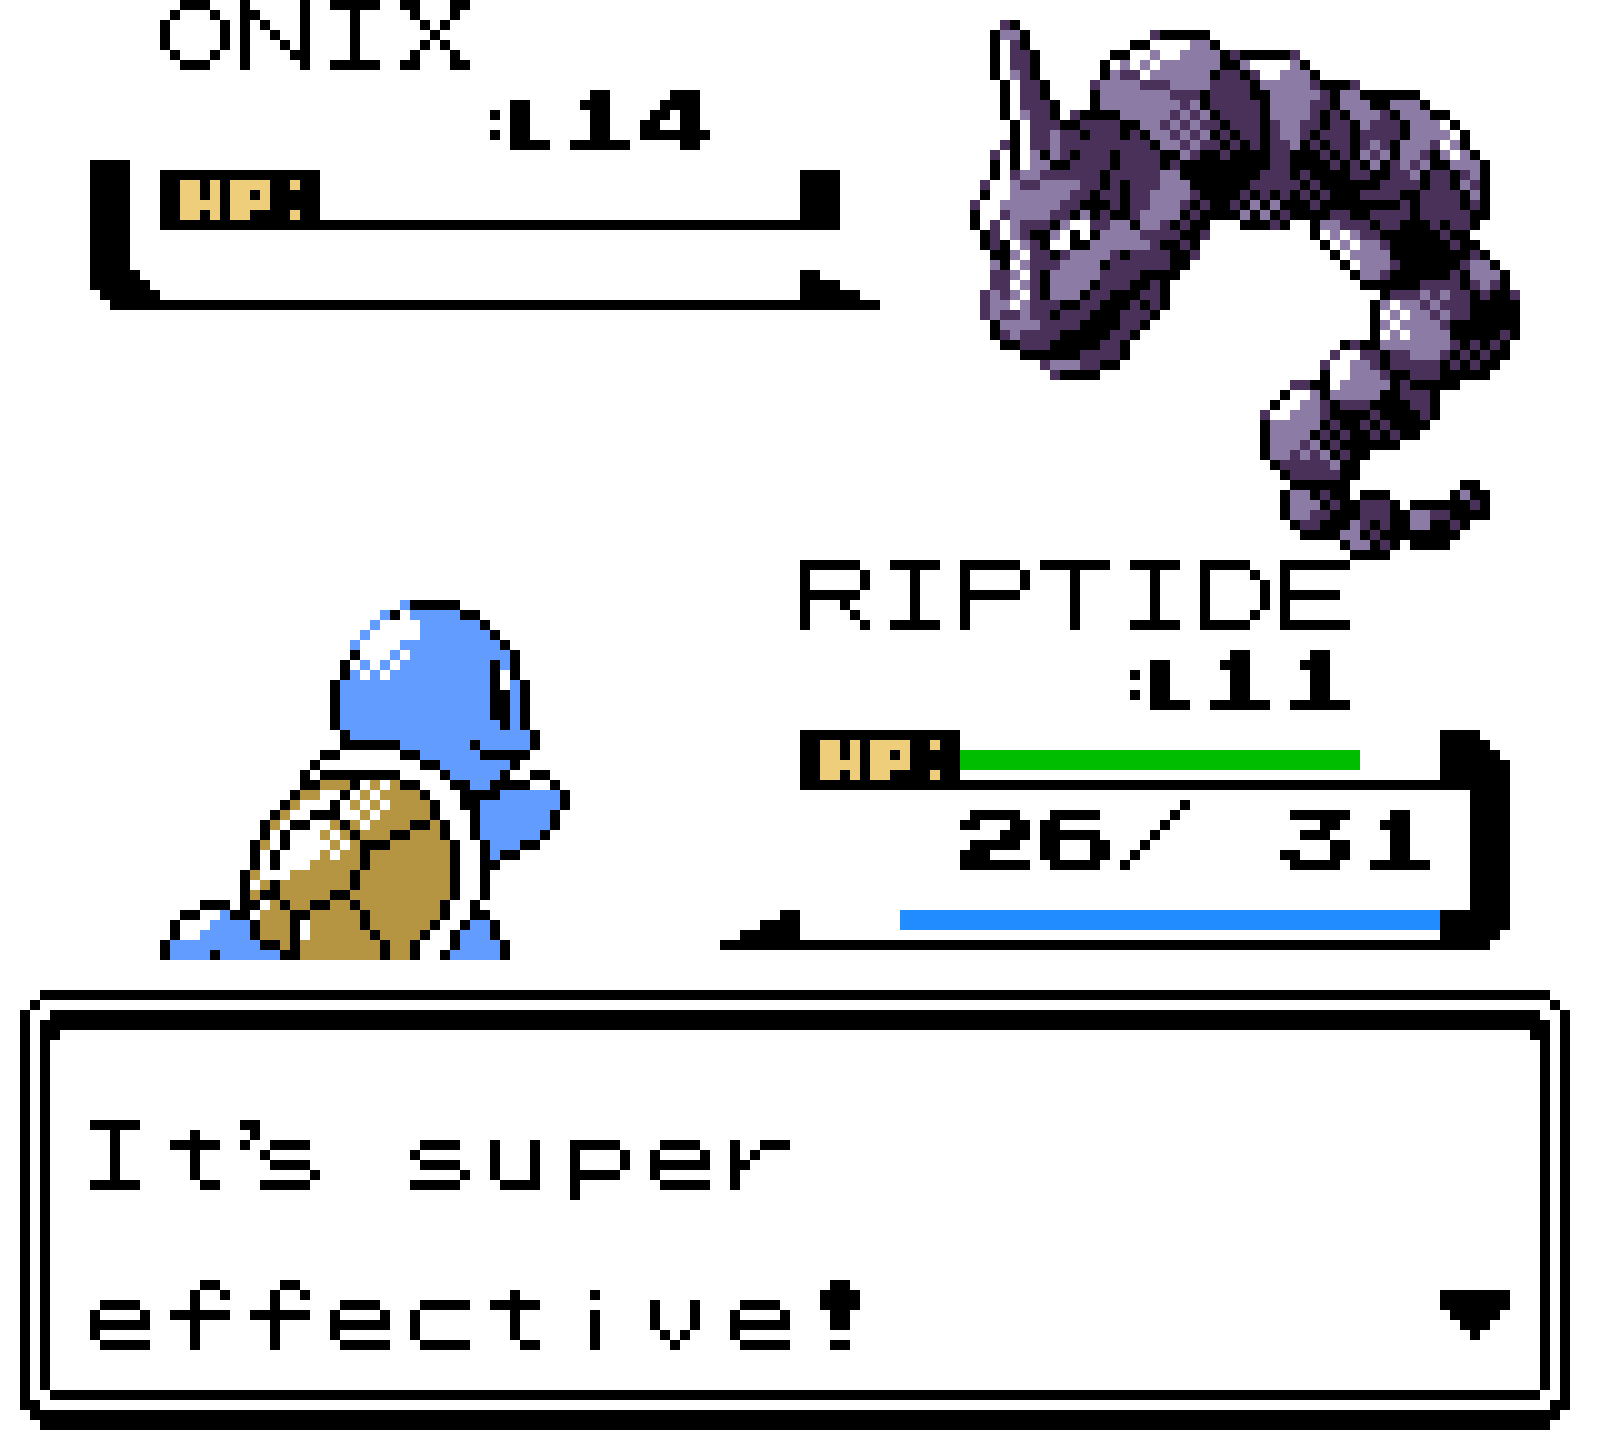 ONIX
:L14
HP:
RIPTIDE
:L11
HP:
26/ 31
It's super
effective!